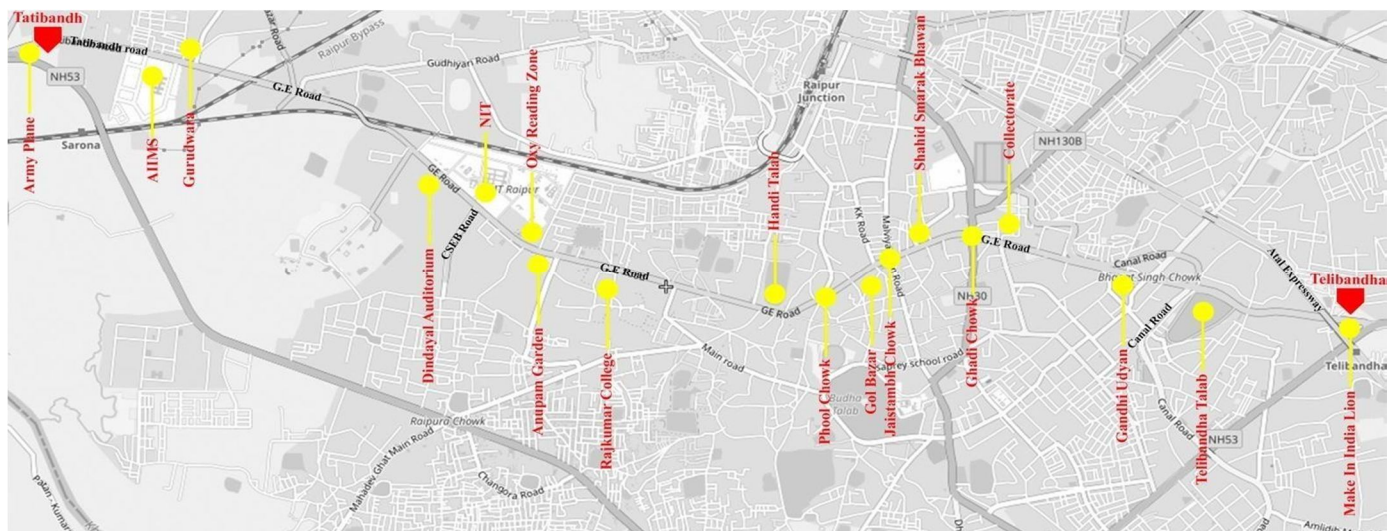 Tatibandh
Tatibandh road
NH53
Army Plane
Sarona
AIIMS
Gurudwara
G.E Road
Raipur Bypass
Gudhiyan Road
NIT
Oxy Reading Zone
GE Road
CSEB Road
Dindayal Auditorium
Anupam Garden
G.E Road
Rajkumar College
Raipura Chowk
Mahadev Ghat Main Road
Changora Road
Main road
Handi Talab
GE Road
Raipur
Junction
KK Road
Phool Chowk
Gol Bazar
Jaistambh Chowk
Budha
Talab
saprey school road
Shahid Smarak Bhawan
Collectorate
NH130B
G.E Road
NH30
Ghadi Chowk
Canal Road
Bhagat Singh Chowk
Canal Road
Gandhi Udyan
Canal Road
Telibandha Talab
Atal Expressway
NH53
Telibandha
Telibandha
Make In India Lion